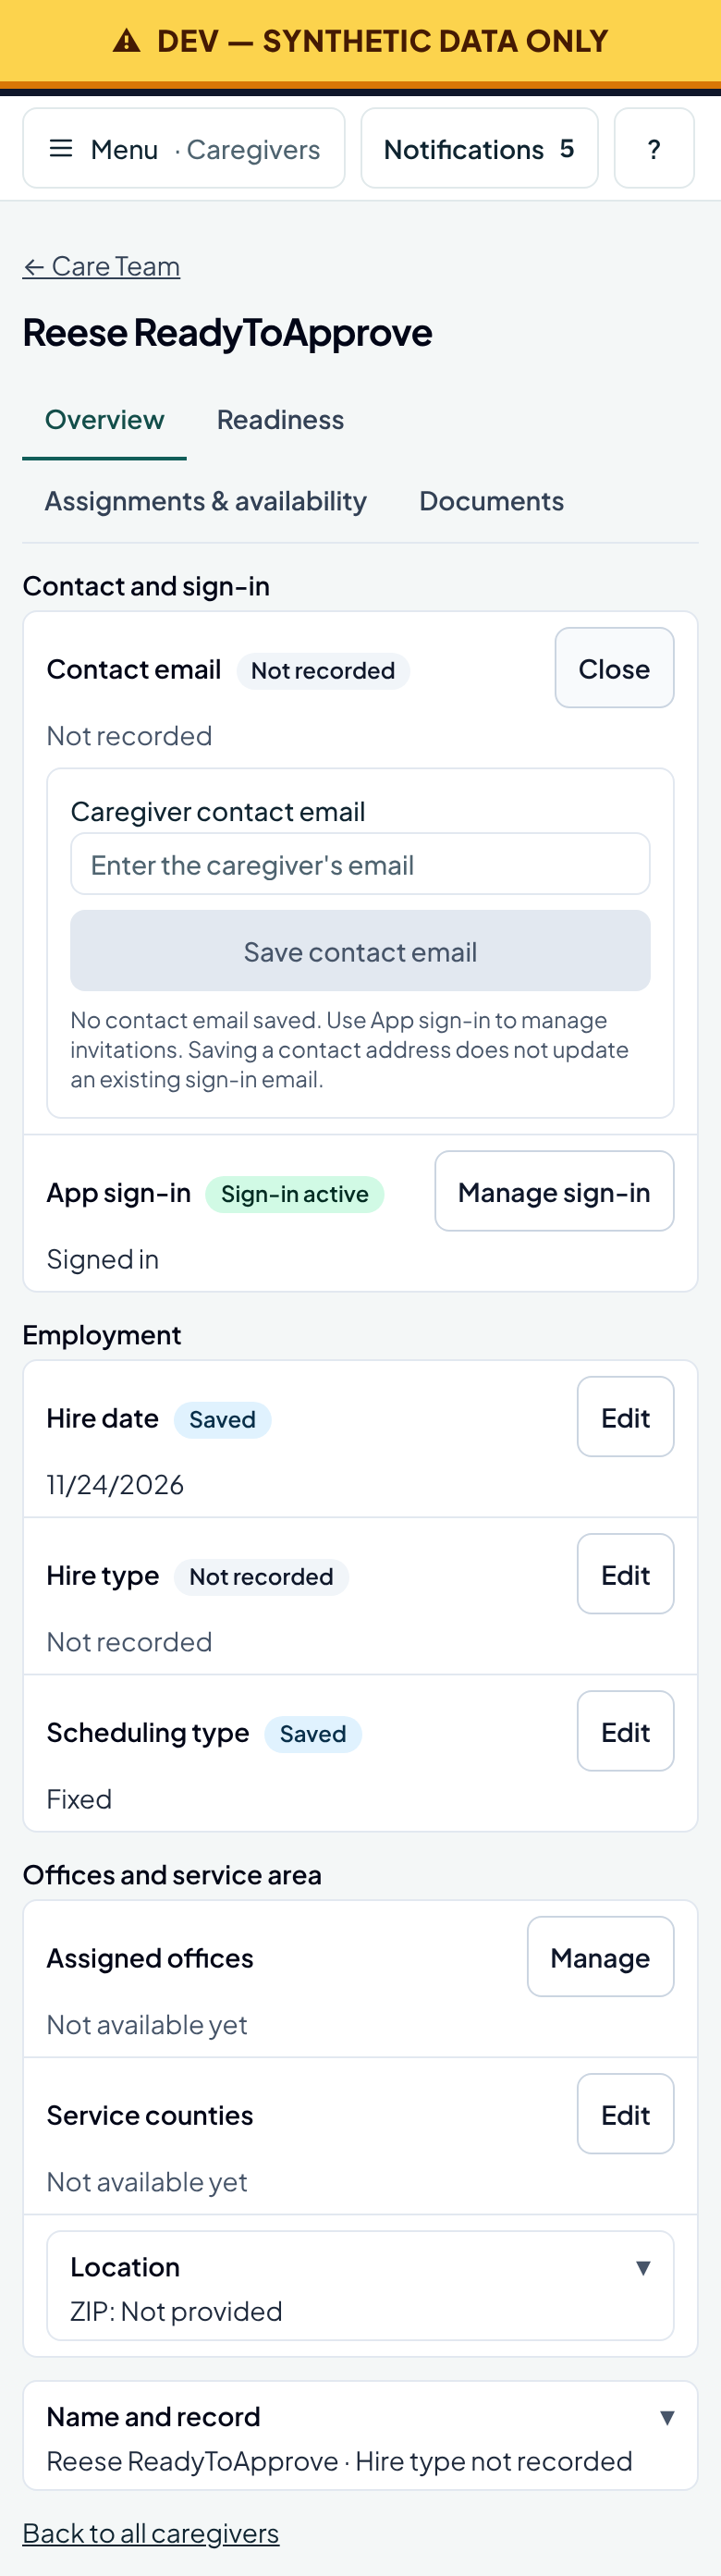 ⚠ DEV — SYNTHETIC DATA ONLY
Menu · Caregivers
Notifications 5
?
← Care Team
Reese ReadyToApprove
Overview
Readiness
Assignments & availability
Documents
Contact and sign-in
Contact email Not recorded
Close
Not recorded
Caregiver contact email
Enter the caregiver's email
Save contact email
No contact email saved. Use App sign-in to manage
invitations. Saving a contact address does not update
an existing sign-in email.
App sign-in Sign-in active
Manage sign-in
Signed in
Employment
Hire date Saved
Edit
11/24/2026
Hire type Not recorded
Edit
Not recorded
Scheduling type Saved
Edit
Fixed
Offices and service area
Assigned offices
Manage
Not available yet
Service counties
Edit
Not available yet
Location ▼
ZIP: Not provided
Name and record ▼
Reese ReadyToApprove · Hire type not recorded
Back to all caregivers